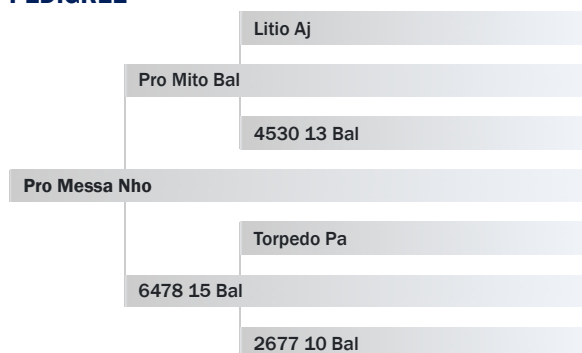 PEDIGREE
Litio Aj
Pro Mito Bal
4530 13 Bal
Pro Messa Nho
Torpedo Pa
6478 15 Bal
2677 10 Bal